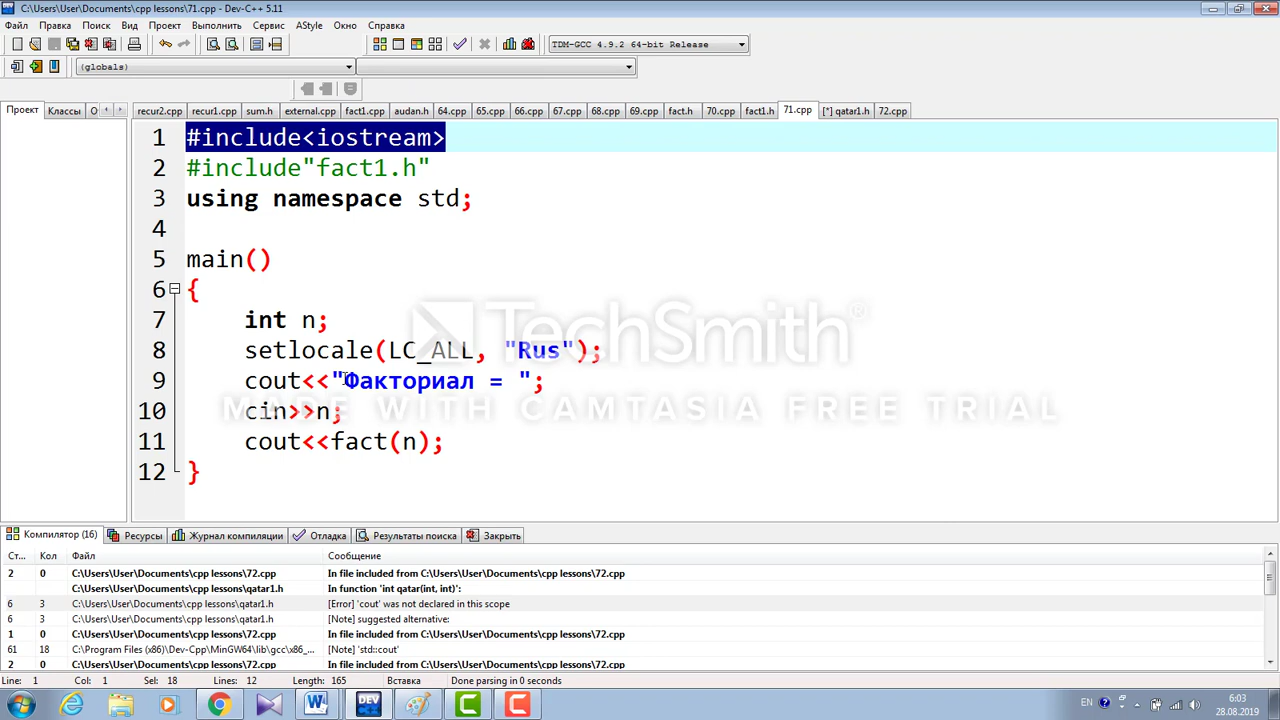 C:\Users\User\Documents\cpp lessons\71.cpp - Dev-C++ 5.11
Файл Правка Поиск Вид Проект Выполнить Сервис AStyle Окно Справка
TDM-GCC 4.9.2 64-bit Release
(globals)
Проект Классы О recur2.cpp recur1.cpp sum.h external.cpp fact1.cpp audan.h 64.cpp 65.cpp 66.cpp 67.cpp 68.cpp 69.cpp fact.h 70.cpp fact1.h 71.cpp [*] qatar1.h 72.cpp
1 #include<iostream>
2 #include"fact1.h"
3 using namespace std;
4
5 main()
6 {
7 int n;
8 setlocale(LC_ALL, "Rus");
9 cout<<"Факториал = ";
10 cin>>n;
11 cout<<fact(n);
12 }
TechSmith®
MADE WITH CAMTASIA FREE TRIAL
Компилятор (16) Ресурсы Журнал компиляции Отладка Результаты поиска Закрыть
Ст... Кол Файл Сообщение
2 0 C:\Users\User\Documents\cpp lessons\72.cpp In file included from C:\Users\User\Documents\cpp lessons\72.cpp
C:\Users\User\Documents\cpp lessons\qatar1.h In function 'int qatar(int, int)':
6 3 C:\Users\User\Documents\cpp lessons\qatar1.h [Error] 'cout' was not declared in this scope
6 3 C:\Users\User\Documents\cpp lessons\qatar1.h [Note] suggested alternative:
1 0 C:\Users\User\Documents\cpp lessons\72.cpp In file included from C:\Users\User\Documents\cpp lessons\72.cpp
61 18 C:\Program Files (x86)\Dev-Cpp\MinGW64\lib\gcc\x86_... [Note] 'std::cout'
2 0 C:\Users\User\Documents\cpp lessons\72.cpp In file included from C:\Users\User\Documents\cpp lessons\72.cpp
Line: 1 Col: 1 Sel: 18 Lines: 12 Length: 165 Вставка Done parsing in 0 seconds
DEV EN 6:03
28.08.2019